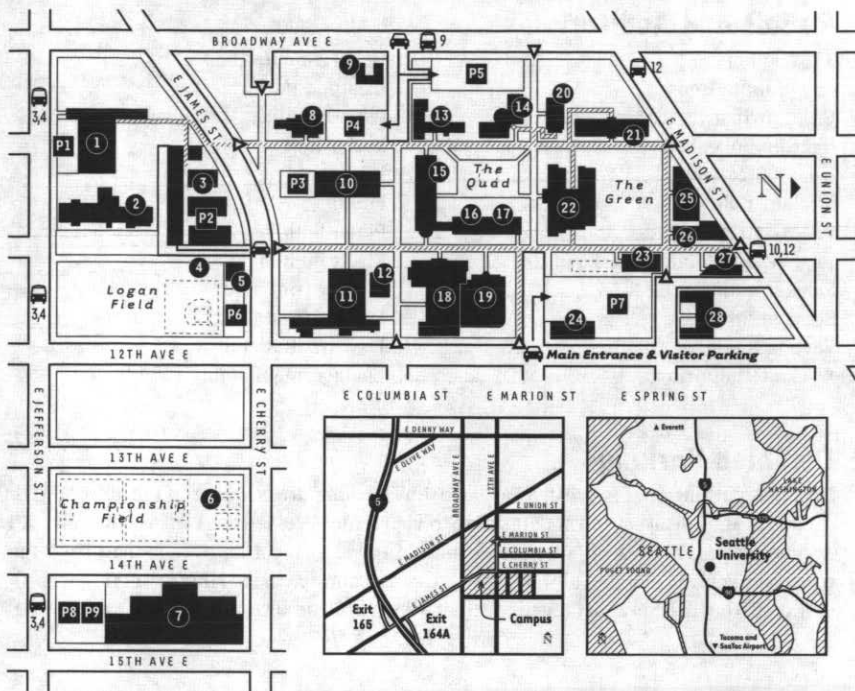 BROADWAY AVE E
9
12
3,4
E JAMES ST
E MADISON ST
E UNION ST
N
9
P5
20
8
P4
13
14
21
P1
1
3
P3
10
15
The
Quad
The
Green
25
2
P2
16
17
22
26
10,12
4
5
12
23
27
Logan
Field
3,4
11
18
19
P7
28
P6
24
12TH AVE E
Main Entrance & Visitor Parking
E JEFFERSON ST
E CHERRY ST
E COLUMBIA ST
E MARION ST
E SPRING ST
13TH AVE E
Championship
Field
6
14TH AVE E
3,4
P8
P9
7
15TH AVE E
E DENNY WAY
E OLIVE WAY
BROADWAY AVE E
12TH AVE E
5
E UNION ST
E MADISON ST
E MARION ST
E COLUMBIA ST
E CHERRY ST
E JAMES ST
Exit
165
Exit
164A
Campus
N
Everett
LAKE
WASHINGTON
5
SEATTLE
Seattle
University
PUGET SOUND
90
Tacoma and
SeaTac Airport
N